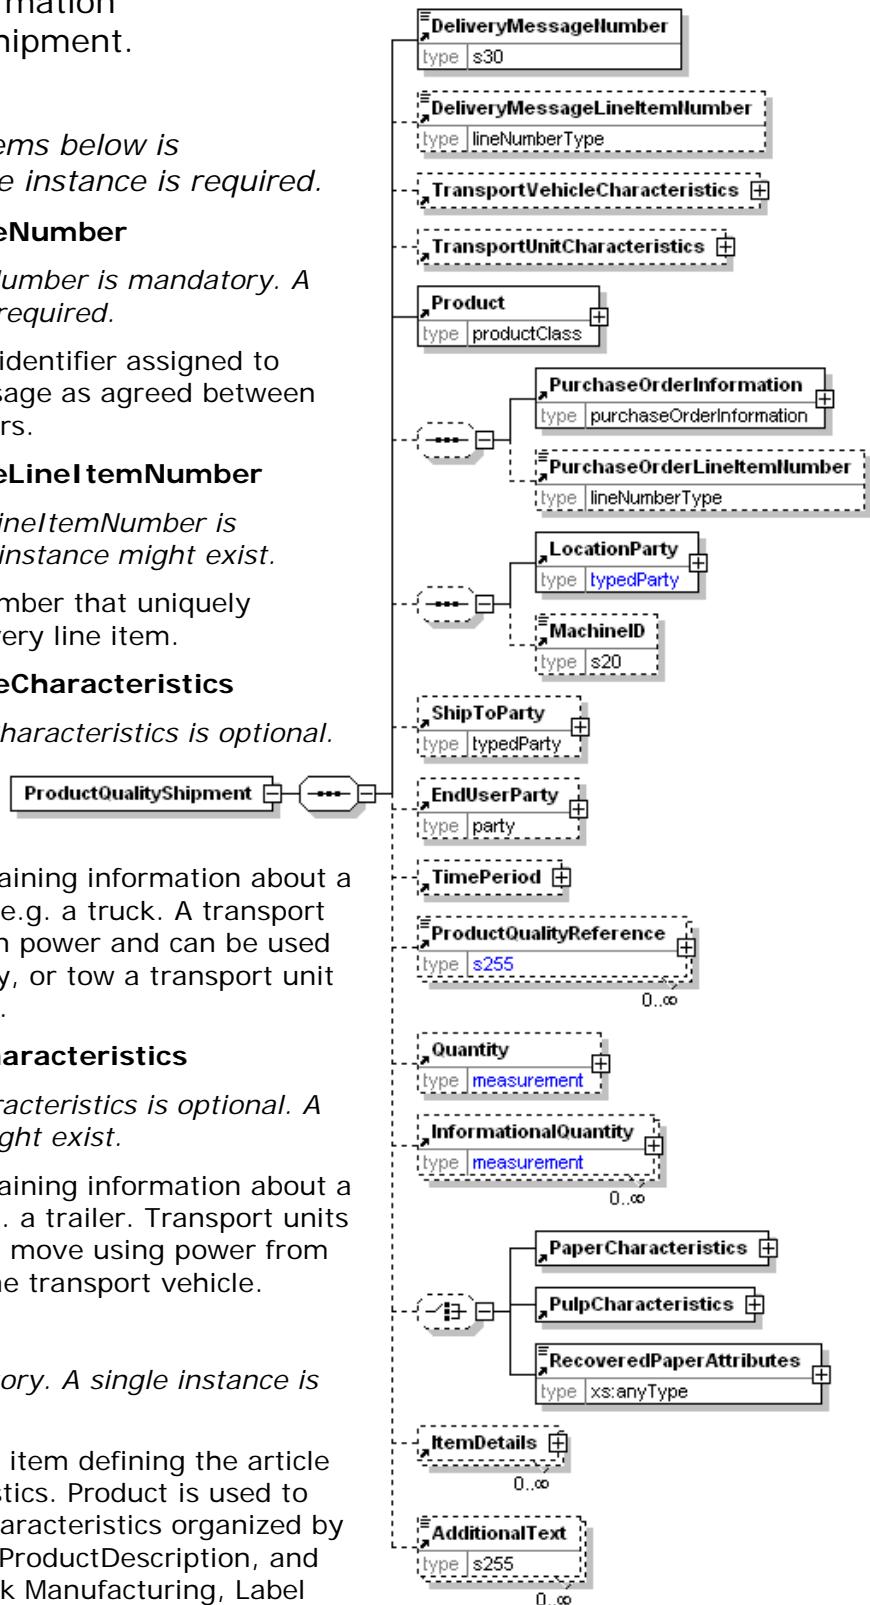 rmation
hipment.
ems below is
e instance is required.
eNumber
Number is mandatory. A
required.
identifier assigned to
sage as agreed between
rs.
eLineItemNumber
ineItemNumber is
instance might exist.
mber that uniquely
very line item.
eCharacteristics
Characteristics is optional.
aining information about a
e.g. a truck. A transport
n power and can be used
y, or tow a transport unit
.
haracteristics
racteristics is optional. A
ght exist.
aining information about a
. a trailer. Transport units
move using power from
he transport vehicle.
ory. A single instance is
item defining the article
stics. Product is used to
haracteristics organized by
ProductDescription, and
k Manufacturing, Label
ProductQualityShipment
DeliveryMessageNumber
type s30
DeliveryMessageLineItemNumber
type lineNumberType
TransportVehicleCharacteristics
TransportUnitCharacteristics
Product
type productClass
PurchaseOrderInformation
type purchaseOrderInformation
PurchaseOrderLineItemNumber
type lineNumberType
LocationParty
type typedParty
MachineID
type s20
ShipToParty
type typedParty
EndUserParty
type party
TimePeriod
ProductQualityReference
type s255
0..∞
Quantity
type measurement
InformationalQuantity
type measurement
0..∞
PaperCharacteristics
PulpCharacteristics
RecoveredPaperAttributes
type xs:anyType
ItemDetails
0..∞
AdditionalText
type s255
0..∞